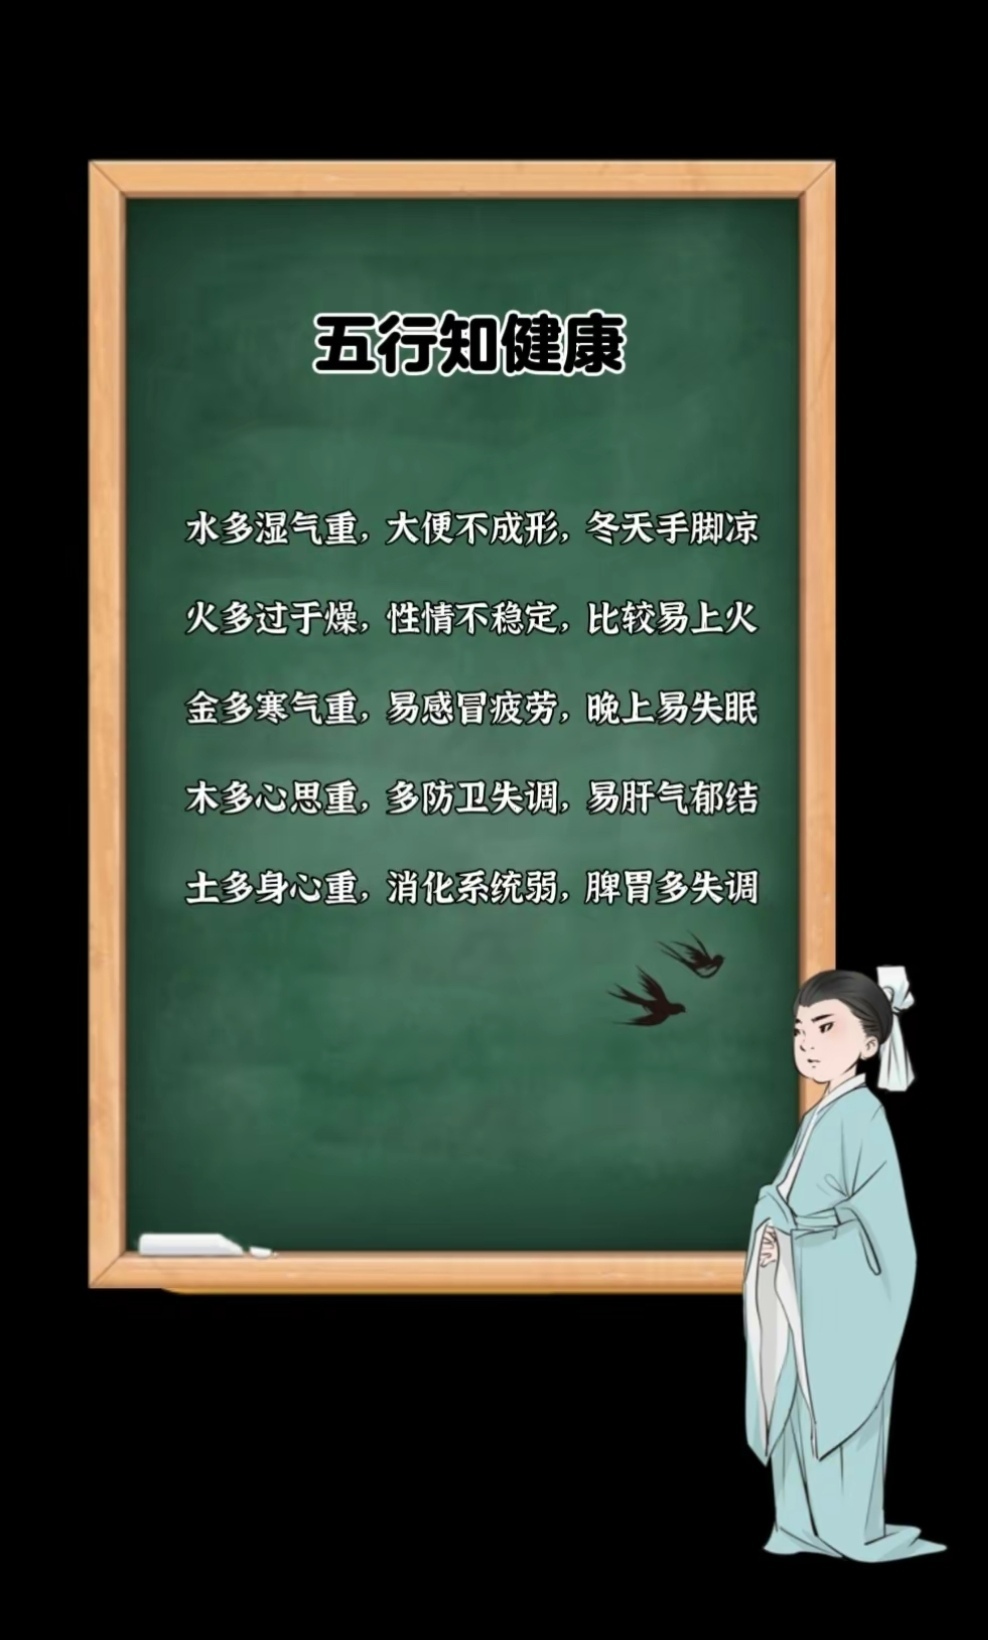 五行知健康
水多湿气重，大便不成形，冬天手脚凉
火多过于燥，性情不稳定，比较易上火
金多寒气重，易感冒疲劳，晚上易失眠
木多心思重，多防卫失调，易肝气郁结
土多身心重，消化系统弱，脾胃多失调